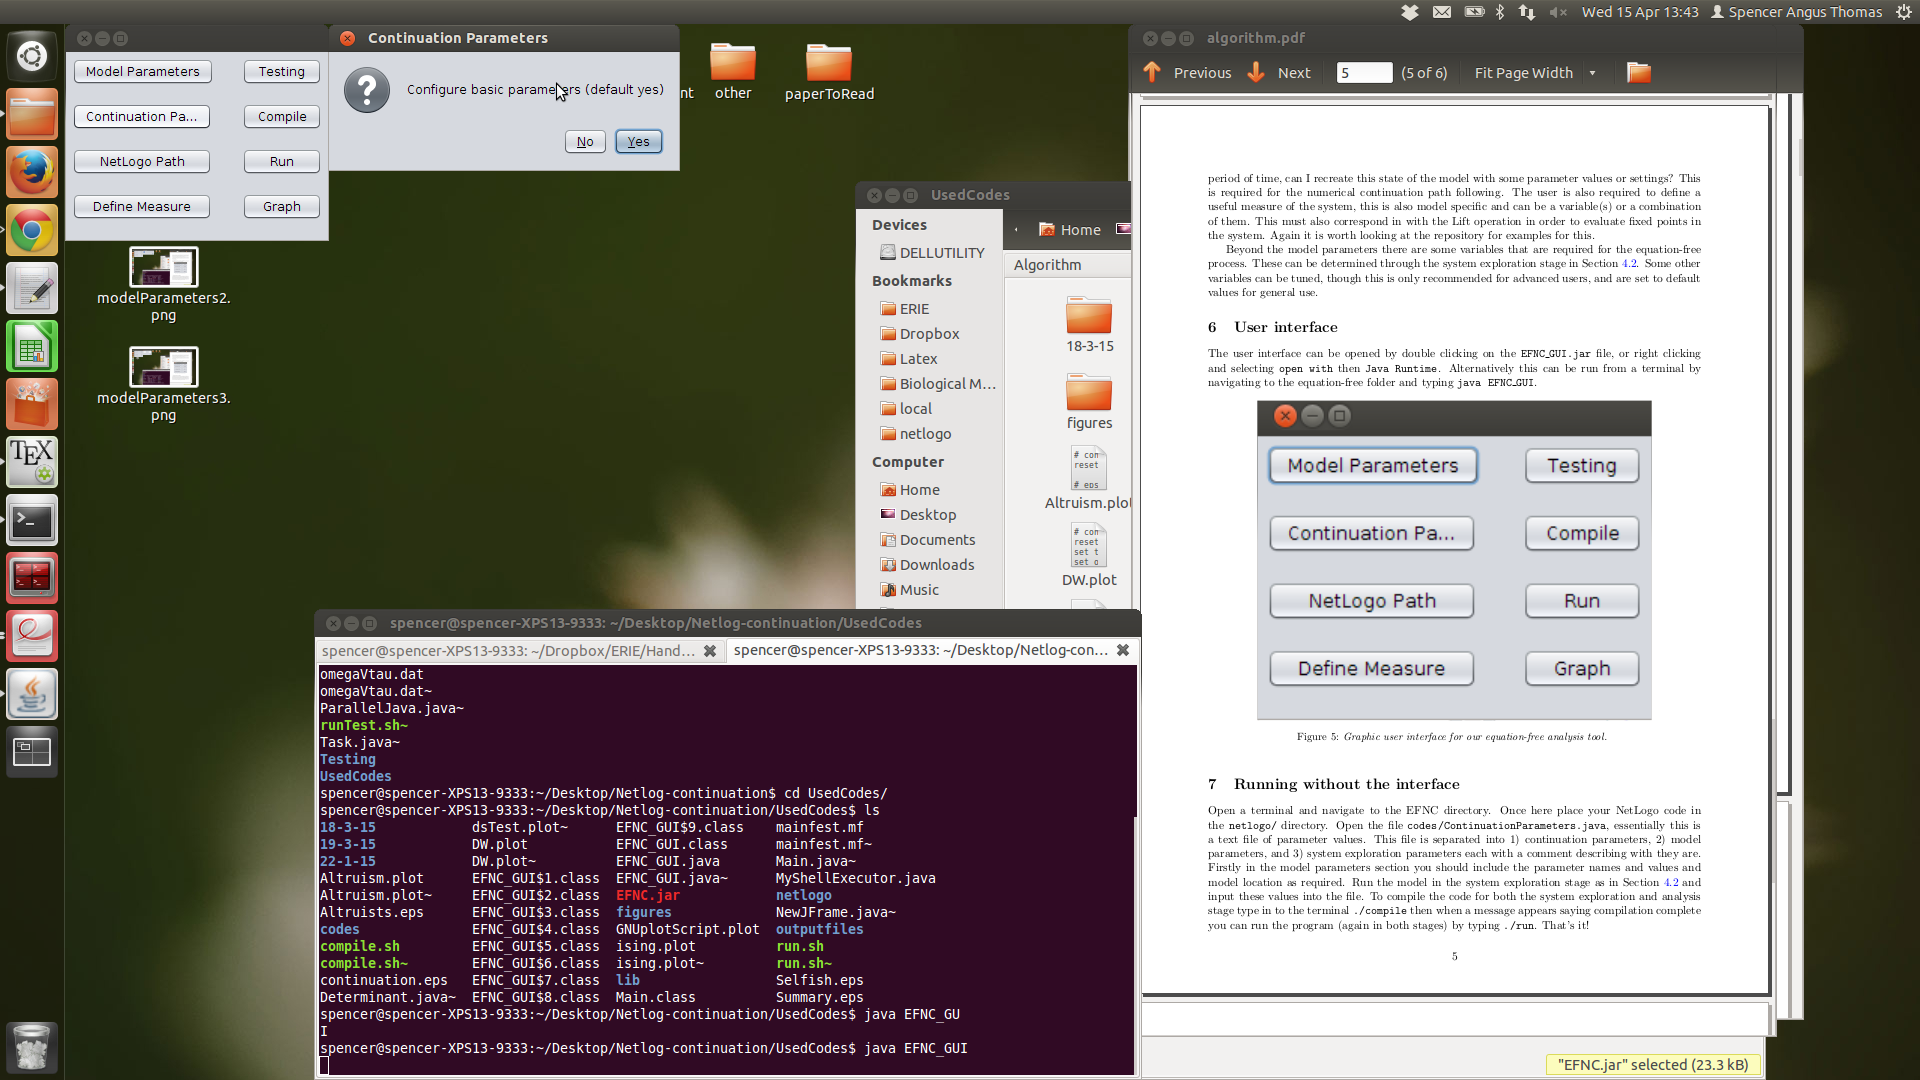 Wed 15 Apr 13:43
Spencer Angus Thomas
Model Parameters
Testing
Continuation Pa...
Compile
NetLogo Path
Run
Define Measure
Graph
Continuation Parameters
Configure basic parameters (default yes)
No
Yes
nt
other
paperToRead
modelParameters2.
png
modelParameters3.
png
UsedCodes
Devices
DELLUTILITY
Bookmarks
ERIE
Dropbox
Latex
Biological M...
local
netlogo
Computer
Home
Desktop
Documents
Downloads
Music
Home
Algorithm
18-3-15
figures
# con
reset
# eps
Altruism.plot
# con
reset
set t
set o
DW.plot
algorithm.pdf
Previous
Next
5
(5 of 6)
Fit Page Width
period of time, can I recreate this state of the model with some parameter values or settings? This
is required for the numerical continuation path following. The user is also required to define a
useful measure of the system, this is also model specific and can be a variable(s) or a combination
of them. This must also correspond in with the Lift operation in order to evaluate fixed points in
the system. Again it is worth looking at the repository for examples for this.
Beyond the model parameters there are some variables that are required for the equation-free
process. These can be determined through the system exploration stage in Section 4.2. Some other
variables can be tuned, though this is only recommended for advanced users, and are set to default
values for general use.
6 User interface
The user interface can be opened by double clicking on the EFNC_GUI.jar file, or right clicking
and selecting open with then Java Runtime. Alternatively this can be run from a terminal by
navigating to the equation-free folder and typing java EFNC_GUI.
Model Parameters
Testing
Continuation Pa...
Compile
NetLogo Path
Run
Define Measure
Graph
Figure 5: Graphic user interface for our equation-free analysis tool.
7 Running without the interface
Open a terminal and navigate to the EFNC directory. Once here place your NetLogo code in
the netlogo/ directory. Open the file codes/ContinuationParameters.java, essentially this is
a text file of parameter values. This file is separated into 1) continuation parameters, 2) model
parameters, and 3) system exploration parameters each with a comment describing with they are.
Firstly in the model parameters section you should include the parameter names and values and
model location as required. Run the model in the system exploration stage as in Section 4.2 and
input these values into the file. To compile the code for both the system exploration and analysis
stage type in to the terminal ./compile then when a message appears saying compilation complete
you can run the program (again in both stages) by typing ./run. That's it!
5
"EFNC.jar" selected (23.3 kB)
spencer@spencer-XPS13-9333: ~/Desktop/Netlog-continuation/UsedCodes
spencer@spencer-XPS13-9333: ~/Dropbox/ERIE/Hand...
spencer@spencer-XPS13-9333: ~/Desktop/Netlog-con...
omegaVtau.dat
omegaVtau.dat~
ParallelJava.java~
runTest.sh~
Task.java~
Testing
UsedCodes
spencer@spencer-XPS13-9333:~/Desktop/Netlog-continuation$ cd UsedCodes/
spencer@spencer-XPS13-9333:~/Desktop/Netlog-continuation/UsedCodes$ ls
18-3-15 dsTest.plot~ EFNC_GUI$9.class mainfest.mf
19-3-15 DW.plot EFNC_GUI.class mainfest.mf~
22-1-15 DW.plot~ EFNC_GUI.java Main.java~
Altruism.plot EFNC_GUI$1.class EFNC_GUI.java~ MyShellExecutor.java
Altruism.plot~ EFNC_GUI$2.class EFNC.jar netlogo
Altruists.eps EFNC_GUI$3.class figures NewJFrame.java~
codes EFNC_GUI$4.class GNUplotScript.plot outputfiles
compile.sh EFNC_GUI$5.class ising.plot run.sh
compile.sh~ EFNC_GUI$6.class ising.plot~ run.sh~
continuation.eps EFNC_GUI$7.class lib Selfish.eps
Determinant.java~ EFNC_GUI$8.class Main.class Summary.eps
spencer@spencer-XPS13-9333:~/Desktop/Netlog-continuation/UsedCodes$ java EFNC_GU
I
spencer@spencer-XPS13-9333:~/Desktop/Netlog-continuation/UsedCodes$ java EFNC_GUI